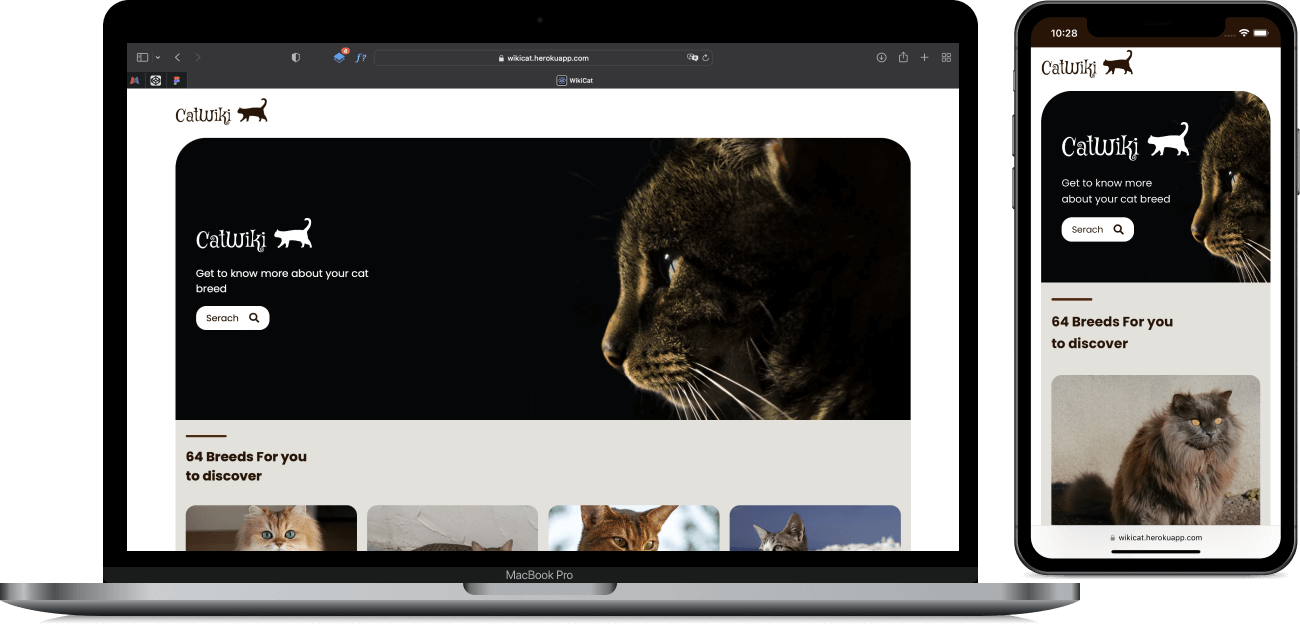 4
f?
wikicat.herokuapp.com
WikiCat
CatWiki
CatWiki
Get to know more about your cat
breed
Serach
64 Breeds For you
to discover
MacBook Pro
10:28
CatWiki
CatWiki
Get to know more
about your cat breed
Serach
64 Breeds For you
to discover
wikicat.herokuapp.com